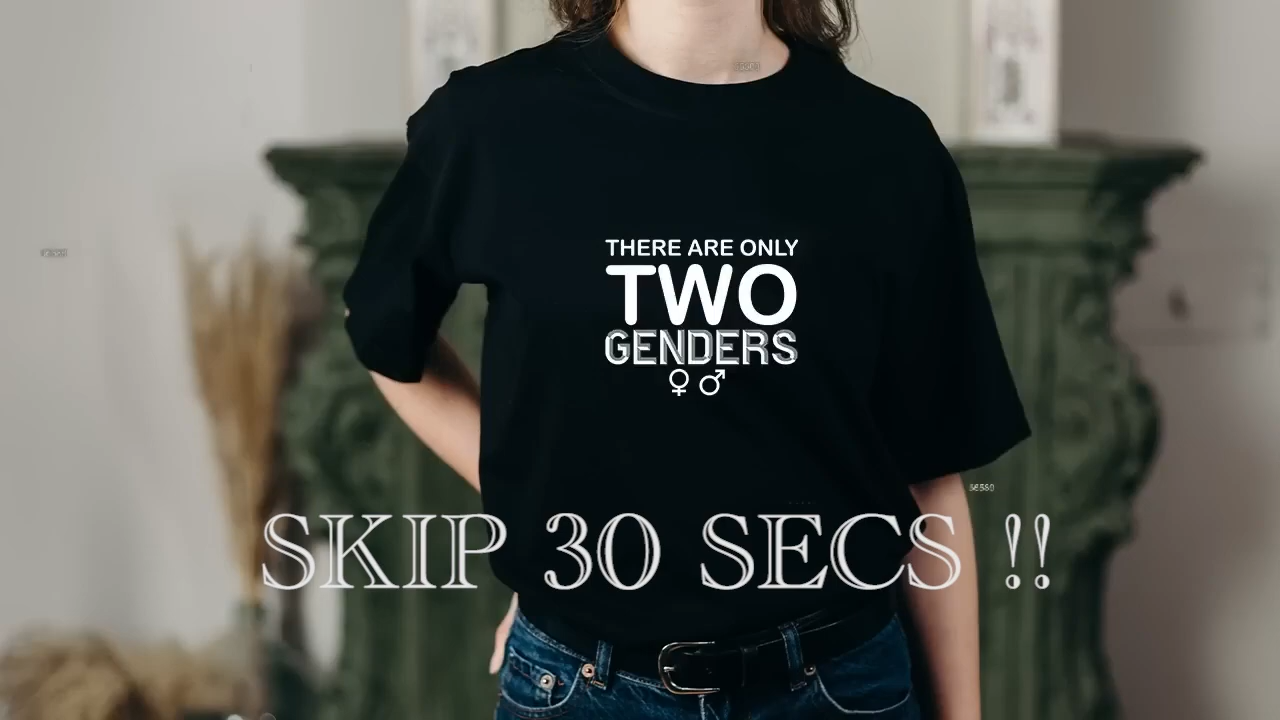 THERE ARE ONLY
TWO
GENDERS
♀ ♂
SKIP 30 SECS !!